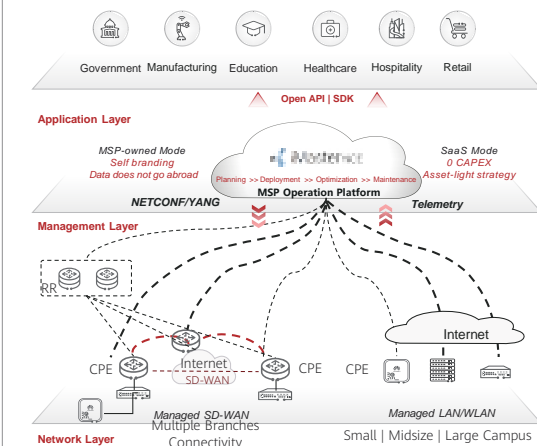 Government Manufacturing Education Healthcare Hospitality Retail
Open API | SDK
Application Layer
MSP-owned Mode
Self branding
Data does not go abroad
SaaS Mode
0 CAPEX
Asset-light strategy
Planning >> Deployment >> Optimization >> Maintenance
MSP Operation Platform
NETCONF/YANG
Telemetry
Management Layer
RR
Internet
CPE
Internet
SD-WAN
CPE
CPE
Managed SD-WAN
Managed LAN/WLAN
Multiple Branches
Connectivity
Small | Midsize | Large Campus
Network Layer